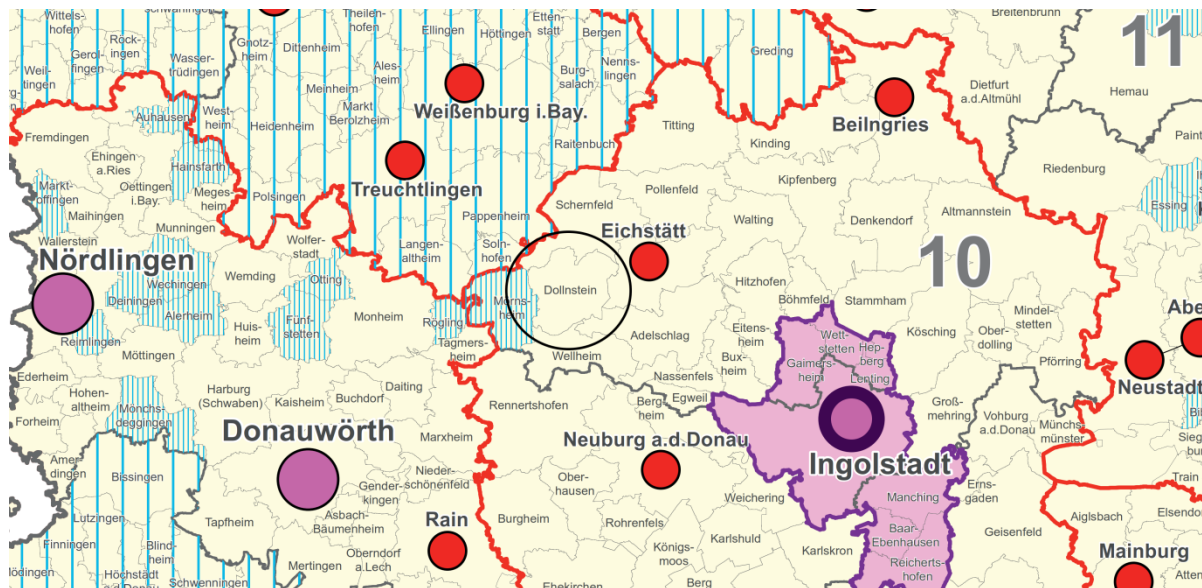 Wittels-
hofen
Röck-
ingen
Gerol-
fingen
Weil-
tingen
Wasser-
trüdingen
Gnotz-
heim
Theilen-
hofen
Dittenheim
Ales-
heim
Meinheim
Markt
Berolzheim
Ellingen
Höttingen
Etten-
statt
Bergen
Nenns-
lingen
Burg-
salach
Weißenburg i.Bay.
Raitenbuch
Greding
Titting
Kinding
Beilngries
Breitenbrunn
Dietfurt
a.d.Altmühl
11
Hemau
Riedenburg
Essing
Fremdingen
Auhausen
West-
heim
Heidenheim
Treuchtlingen
Ehingen
a.Ries
Hainsfarth
Oettingen
i.Bay.
Meges-
heim
Polsingen
Markt-
offingen
Maihingen
Munningen
Wallerstein
Wolfer-
stadt
Langen-
altheim
Pappenheim
Soln-
hofen
Schernfeld
Pollenfeld
Kipfenberg
Walting
Denkendorf
Altmannstein
Eichstätt
10
Nördlingen
Wechingen
Deiningen
Alerheim
Reimlingen
Wemding
Otting
Fünf-
stetten
Huis-
heim
Monheim
Rögling
Tagmers-
heim
Mörns-
heim
Dollnstein
Wellheim
Adelschlag
Hitzhofen
Eitens-
heim
Böhmfeld
Stammham
Wett-
stetten
Hep-
berg
Gaimers-
heim
Lenting
Kösching
Ober-
dolling
Mindel-
stetten
Pförring
Neustadt
Möttingen
Ederheim
Hohen-
altheim
Forheim
Mönchs-
deggingen
Harburg
(Schwaben)
Kaisheim
Buchdorf
Daiting
Rennertshofen
Nassenfels
Egweil
Berg
heim
Bux-
heim
Groß-
mehring
Vohburg
a.d.Donau
Münchs-
münster
Donauwörth
Marxheim
Neuburg a.d.Donau
Ingolstadt
Amer-
dingen
Bissingen
Nieder-
schönenfeld
Gender-
kingen
Ober-
hausen
Weichering
Manching
Erns-
gaden
Train
Lutzingen
Finningen
Blind-
heim
Tapfheim
Asbach-
Bäumenheim
Rain
Burgheim
Rohrenfels
Karlshuld
Baar-
Ebenhausen
Geisenfeld
Aiglsbach
Elsendor
Höchstädt
Schwenningen
Mertingen
Oberndorf
a.Lech
Königs-
moos
Karlskron
Reicherts-
hofen
Mainburg
Ehekirchen
Berg